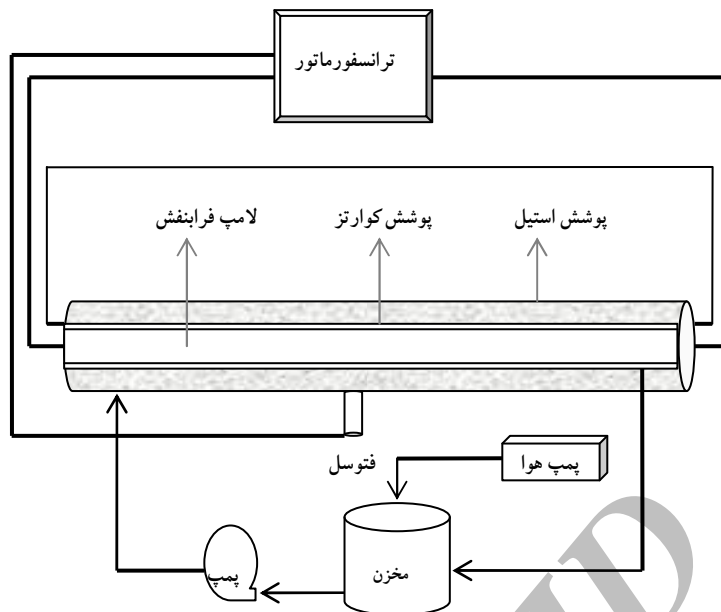 ترانسفورماتور
پوشش استیل
پوشش کوارتز
لامپ فرابنفش
فتوسل
پمپ هوا
مخزن
پمپ